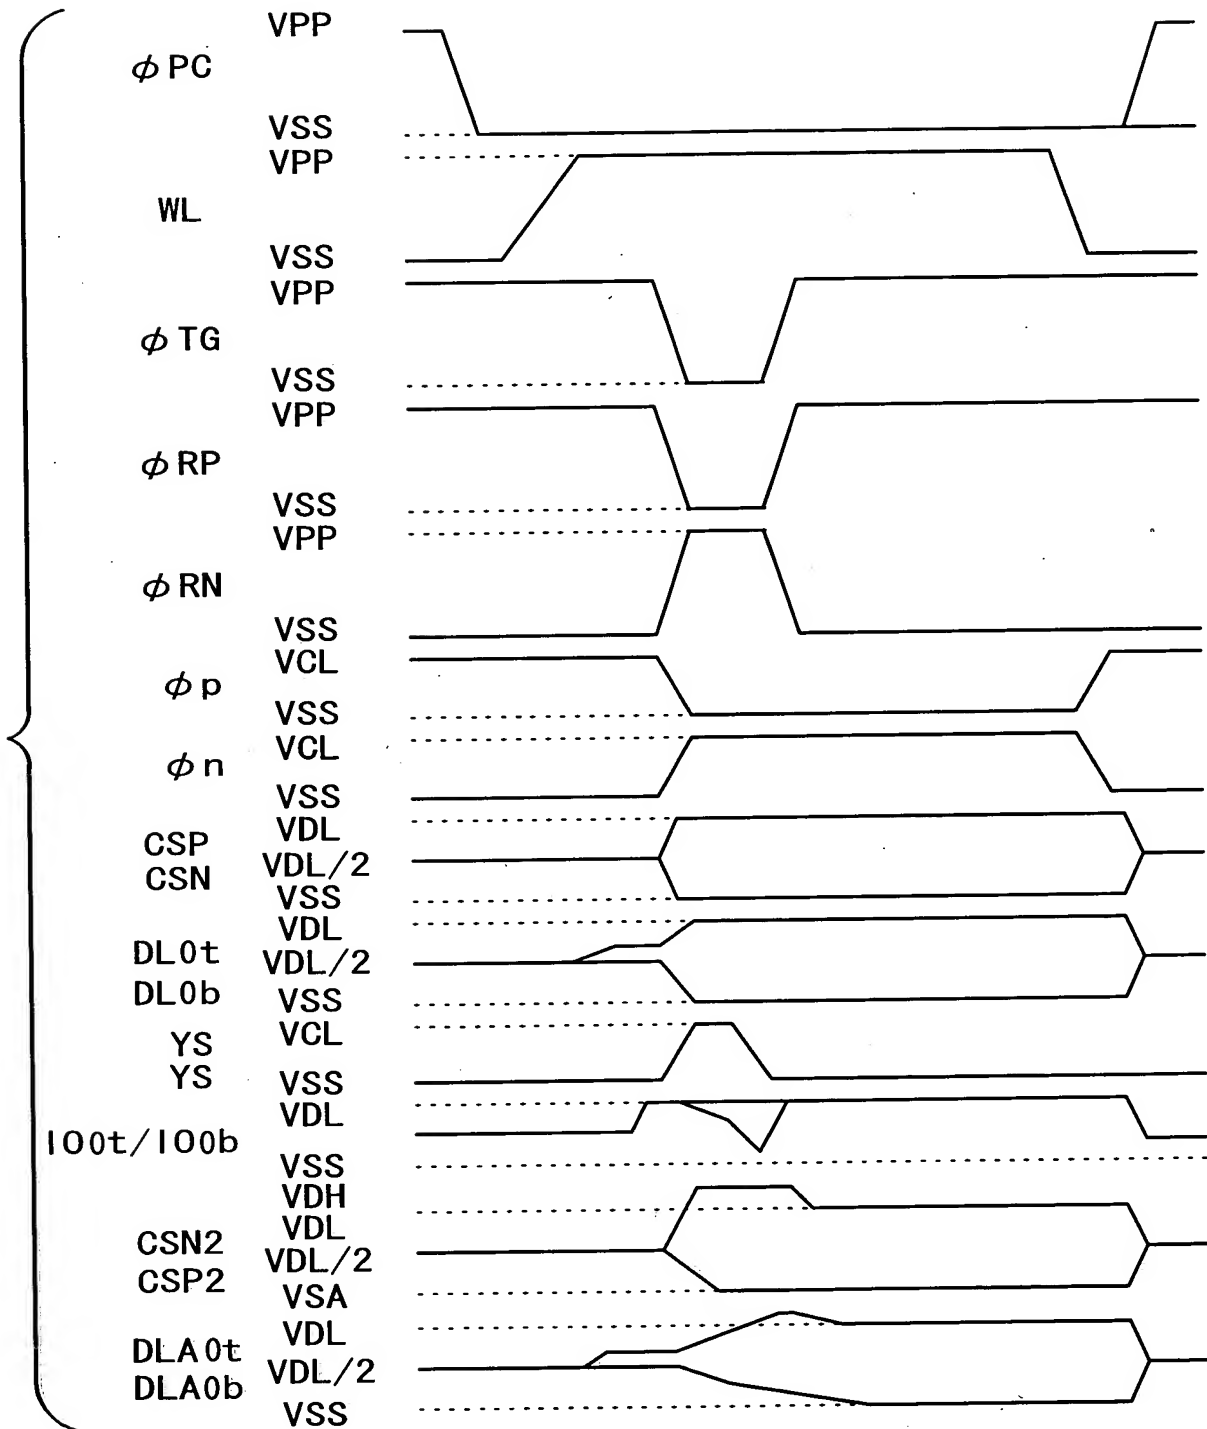 VPP
φPC
VSS
VPP
WL
VSS
VPP
φTG
VSS
VPP
φRP
VSS
VPP
φRN
VSS
VCL
φp
VSS
VCL
φn
VSS
VDL
CSP
VDL/2
CSN
VSS
VDL
DL0t
VDL/2
DL0b
VSS
VCL
YS
YS
VSS
VDL
IO0t/IO0b
VSS
VDH
VDL
CSN2
VDL/2
CSP2
VSA
VDL
DLA0t
VDL/2
DLA0b
VSS